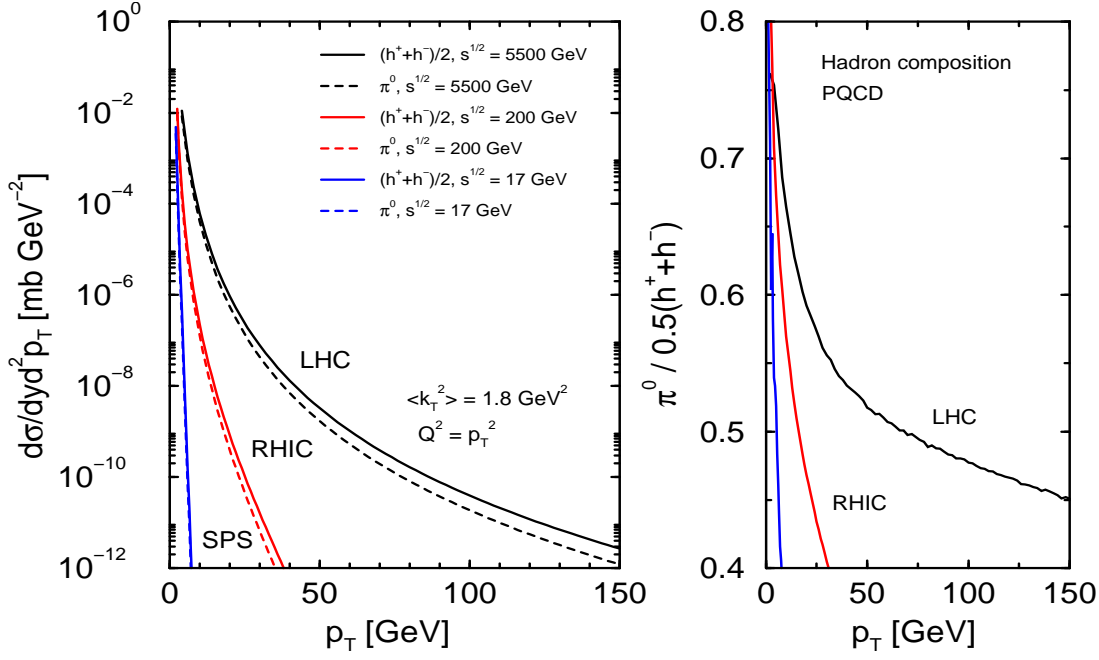 10^0
10^-2
10^-4
10^-6
10^-8
10^-10
10^-12
dσ/dyd^2p_T [mb GeV^-2]
(h^+ +h^-)/2, s^1/2 = 5500 GeV
π^0, s^1/2 = 5500 GeV
(h^+ +h^-)/2, s^1/2 = 200 GeV
π^0, s^1/2 = 200 GeV
(h^+ +h^-)/2, s^1/2 = 17 GeV
π^0, s^1/2 = 17 GeV
LHC
<k_T^2> = 1.8 GeV^2
Q^2 = p_T^2
RHIC
SPS
0 50 100 150
p_T [GeV]
0.8
0.7
0.6
0.5
0.4
π^0 / 0.5(h^+ +h^-)
Hadron composition
PQCD
LHC
RHIC
0 50 100 150
p_T [GeV]